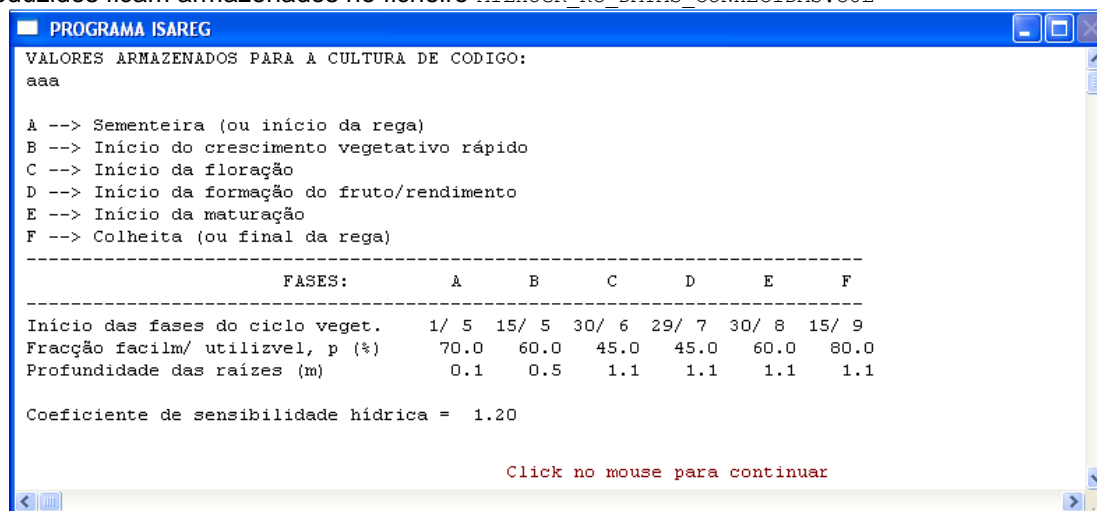 ficam armazenados no ficheiro
PROGRAMA ISAREG
VALORES ARMAZENADOS PARA A CULTURA DE CODIGO:
aaa
A --> Sementeira (ou início da rega)
B --> Início do crescimento vegetativo rápido
C --> Início da floração
D --> Início da formação do fruto/rendimento
E --> Início da maturação
F --> Colheita (ou final da rega)
FASES: A B C D E F
Início das fases do ciclo veget. 1/ 5 15/ 5 30/ 6 29/ 7 30/ 8 15/ 9
Fracção facilm/ utilizvel, p (%) 70.0 60.0 45.0 45.0 60.0 80.0
Profundidade das raízes (m) 0.1 0.5 1.1 1.1 1.1 1.1
Coeficiente de sensibilidade hídrica = 1.20
Click no mouse para continuar